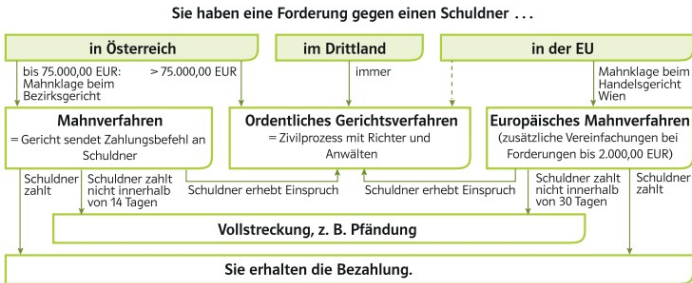 Sie haben eine Forderung gegen einen Schuldner ...
in Österreich
im Drittland
in der EU
bis 75.000,00 EUR:
Mahnklage beim
Bezirksgericht
> 75.000,00 EUR
immer
Mahnklage beim
Handelsgericht
Wien
Mahnverfahren
= Gericht sendet Zahlungsbefehl an
Schuldner
Ordentliches Gerichtsverfahren
= Zivilprozess mit Richter und
Anwälten
Europäisches Mahnverfahren
(zusätzliche Vereinfachungen bei
Forderungen bis 2.000,00 EUR)
Schuldner
zahlt
Schuldner zahlt
nicht innerhalb
von 14 Tagen
Schuldner erhebt Einspruch
Schuldner erhebt Einspruch
Schuldner zahlt
nicht innerhalb
von 30 Tagen
Schuldner
zahlt
Vollstreckung, z. B. Pfändung
Sie erhalten die Bezahlung.